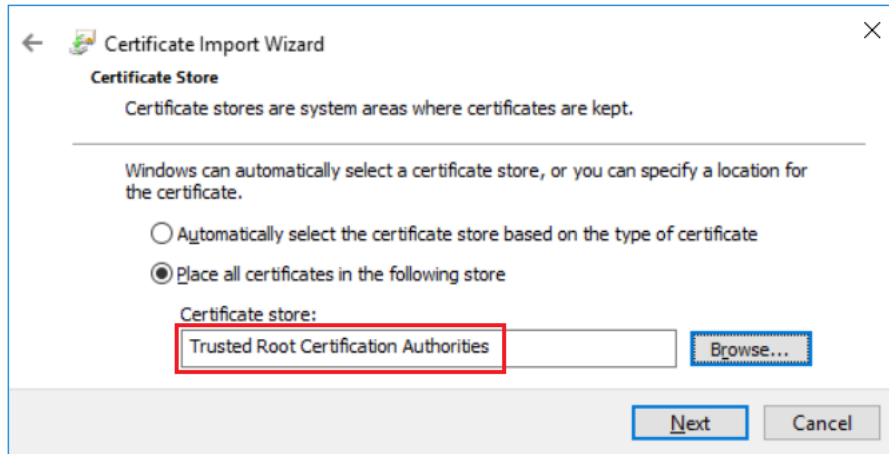 Certificate Import Wizard
Certificate Store
Certificate stores are system areas where certificates are kept.
Windows can automatically select a certificate store, or you can specify a location for
the certificate.
Automatically select the certificate store based on the type of certificate
Place all certificates in the following store
Certificate store:
Trusted Root Certification Authorities
Browse...
Next
Cancel